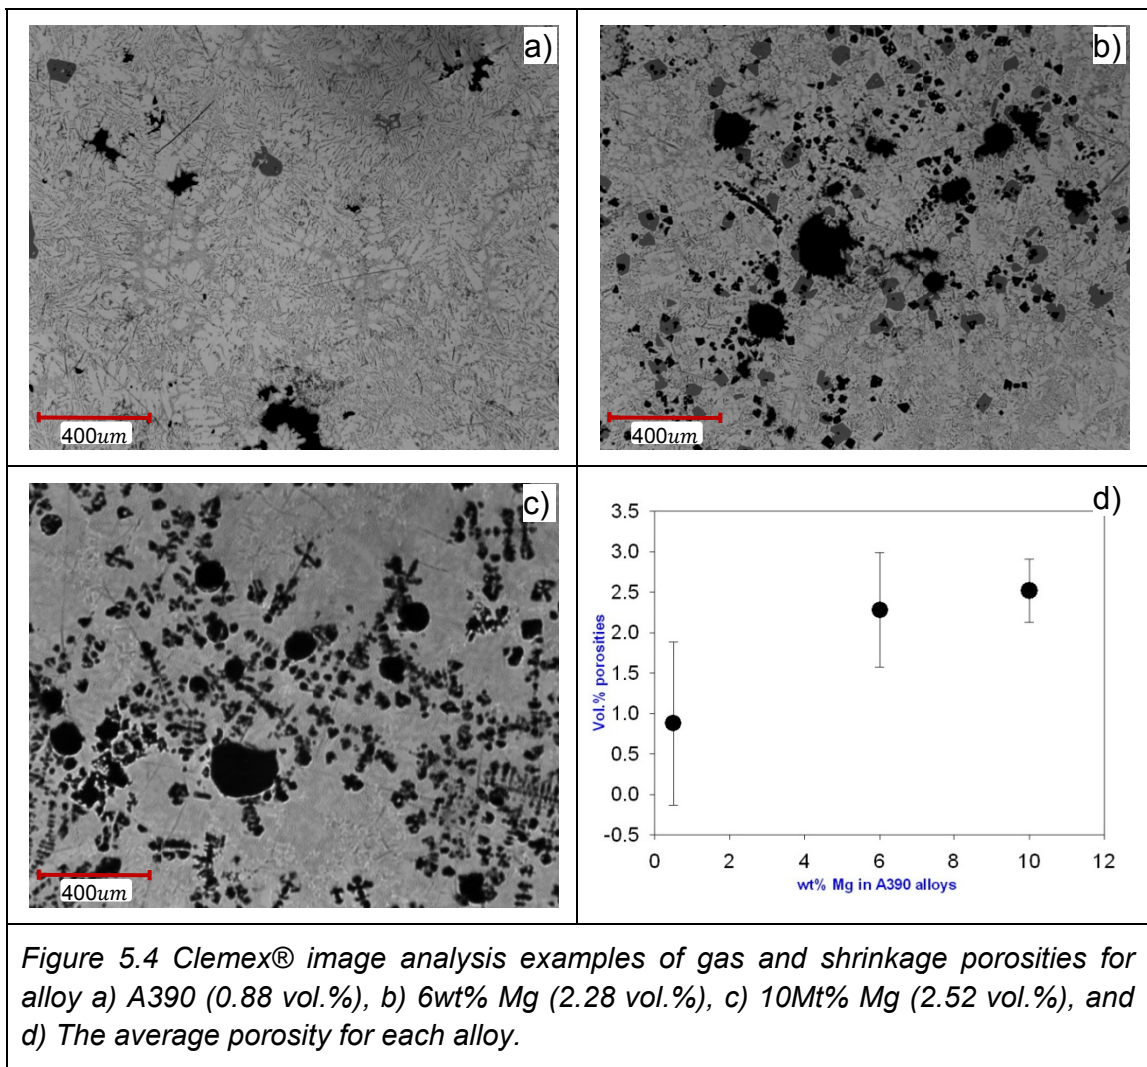 a)
400um
b)
400um
c)
400um
d)
3.5
3.0
2.5
2.0
1.5
1.0
0.5
0.0
-0.5
Vol.% porosities
0 2 4 6 8 10 12
wt% Mg in A390 alloys
Figure 5.4 Clemex® image analysis examples of gas and shrinkage porosities for
alloy a) A390 (0.88 vol.%), b) 6wt% Mg (2.28 vol.%), c) 10Mt% Mg (2.52 vol.%), and
d) The average porosity for each alloy.